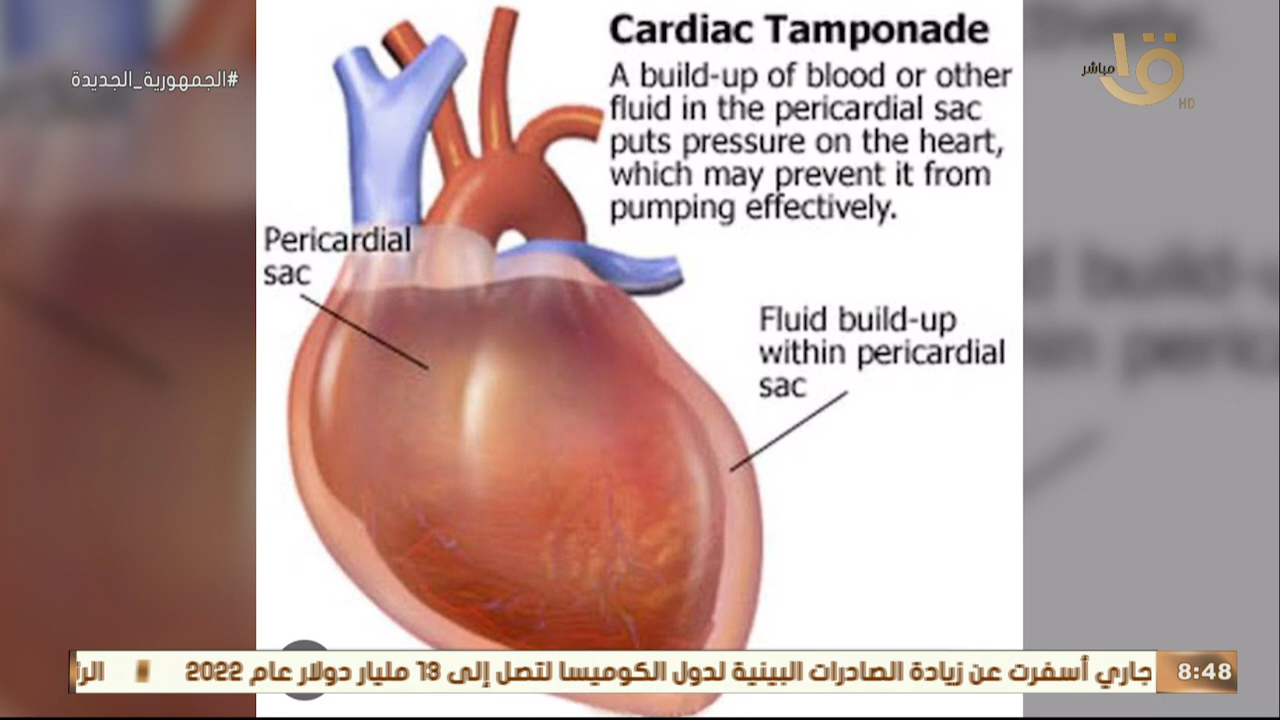 #الجمهورية_الجديدة
مباشر
HD
Cardiac Tamponade
A build-up of blood or other
fluid in the pericardial sac
puts pressure on the heart,
which may prevent it from
pumping effectively.
Pericardial
sac
Fluid build-up
within pericardial
sac
8:48
جاري أسفرت عن زيادة الصادرات البينية لدول الكوميسا لتصل إلى 13 مليار دولار عام 2022